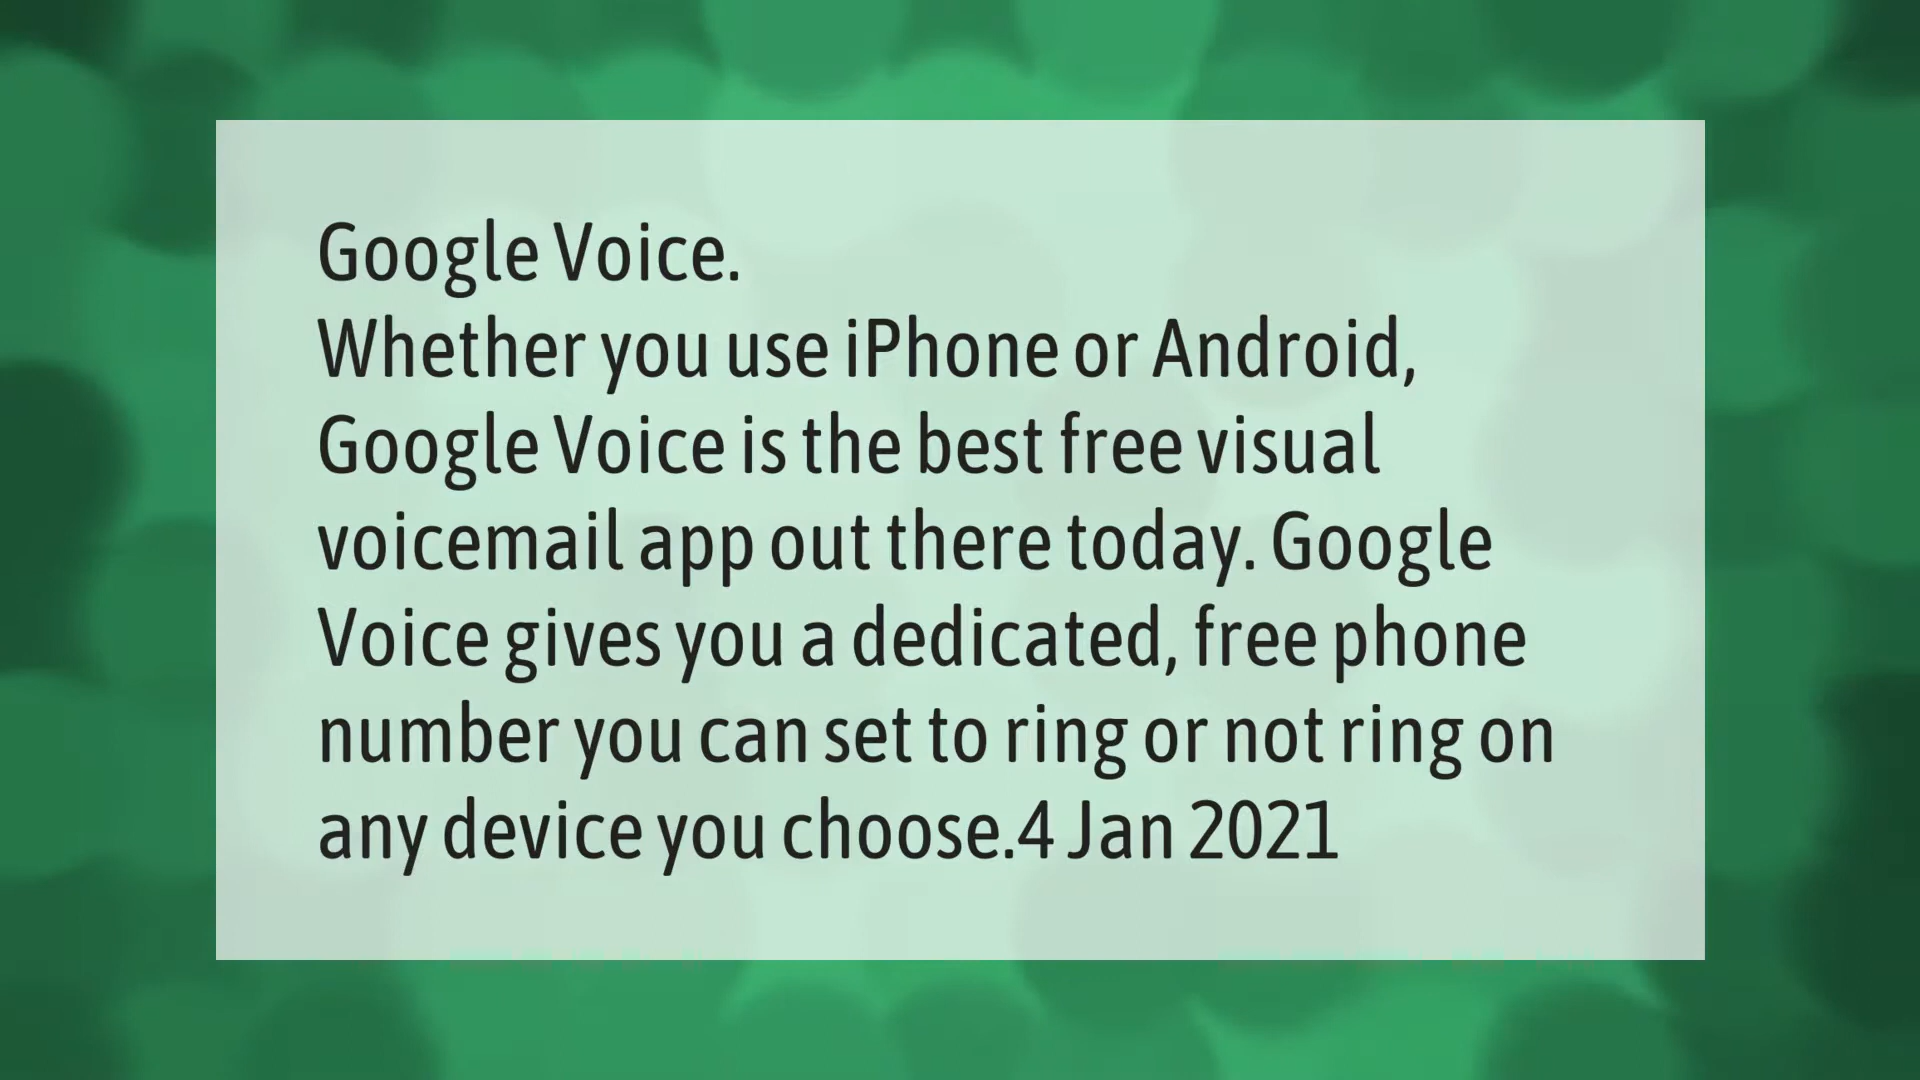 Google Voice.
Whether you use iPhone or Android,
Google Voice is the best free visual
voicemail app out there today. Google
Voice gives you a dedicated, free phone
number you can set to ring or not ring on
any device you choose.4 Jan 2021